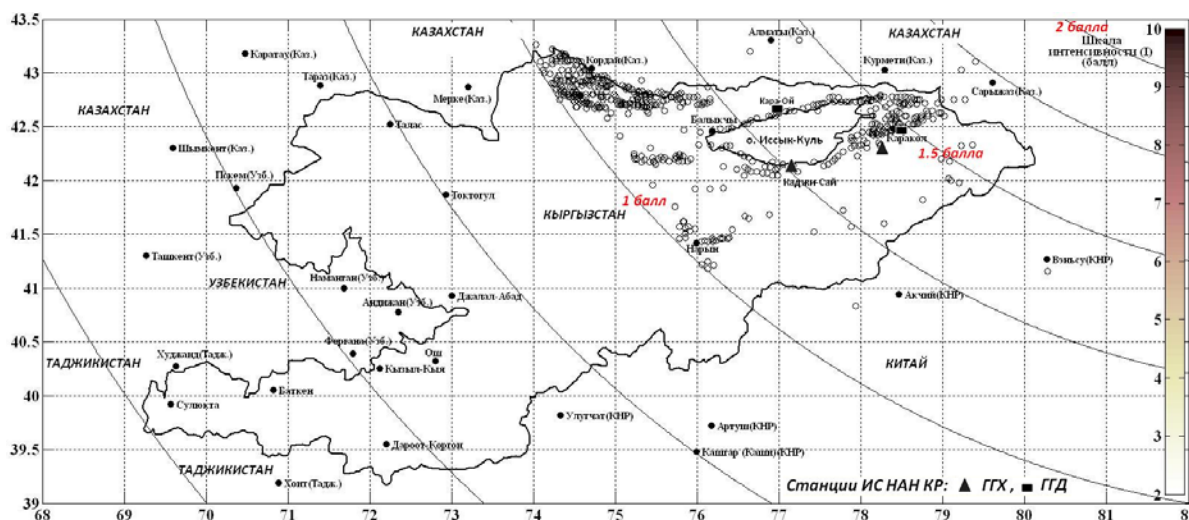 43.5
КАЗАХСТАН
Алматы(Каз.)
КАЗАХСТАН
2 балла
10
Шкала
интенсивности (I)
(балл)
Каратау(Каз.)
43
Кордай(Каз.)
Курмети(Каз.)
9
Тараз(Каз.)
Мерке(Каз.)
Сарыжаз(Каз.)
КАЗАХСТАН
Кара-Ой
42.5
Талас
Балыкчы
8
о. Иссык-Куль
Каракол
Шымкент(Каз.)
1.5 балла
42
Пскем(Узб.)
Каджи-Сай
Токтогул
1 балл
7
КЫРГЫЗСТАН
41.5
Нарын
Ташкент(Узб.)
Вэньсу(КНР)
6
УЗБЕКИСТАН
Наманган(Узб.)
41
Джалал-Абад
Акчий(КНР)
Андижан(Узб.)
5
40.5
Фергана(Узб.)
Ош
ТАДЖИКИСТАН
Худжанд(Тадж.)
КИТАЙ
Кызыл-Кыя
4
40
Баткен
Сулюкта
Улугчат(КНР)
Артуш(КНР)
3
39.5
Дароот-Коргон
Кашгар (Каши)(КНР)
ТАДЖИКИСТАН
Хоит(Тадж.)
Станции ИС НАН КР: ГГХ , ГГД
2
39
68 69 70 71 72 73 74 75 76 77 78 79 80 81 8